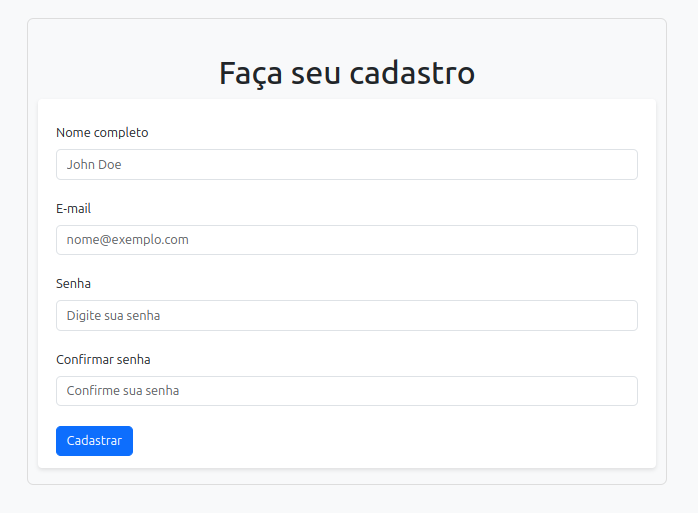 Faça seu cadastro
Nome completo
John Doe
E-mail
nome@exemplo.com
Senha
Digite sua senha
Confirmar senha
Confirme sua senha
Cadastrar